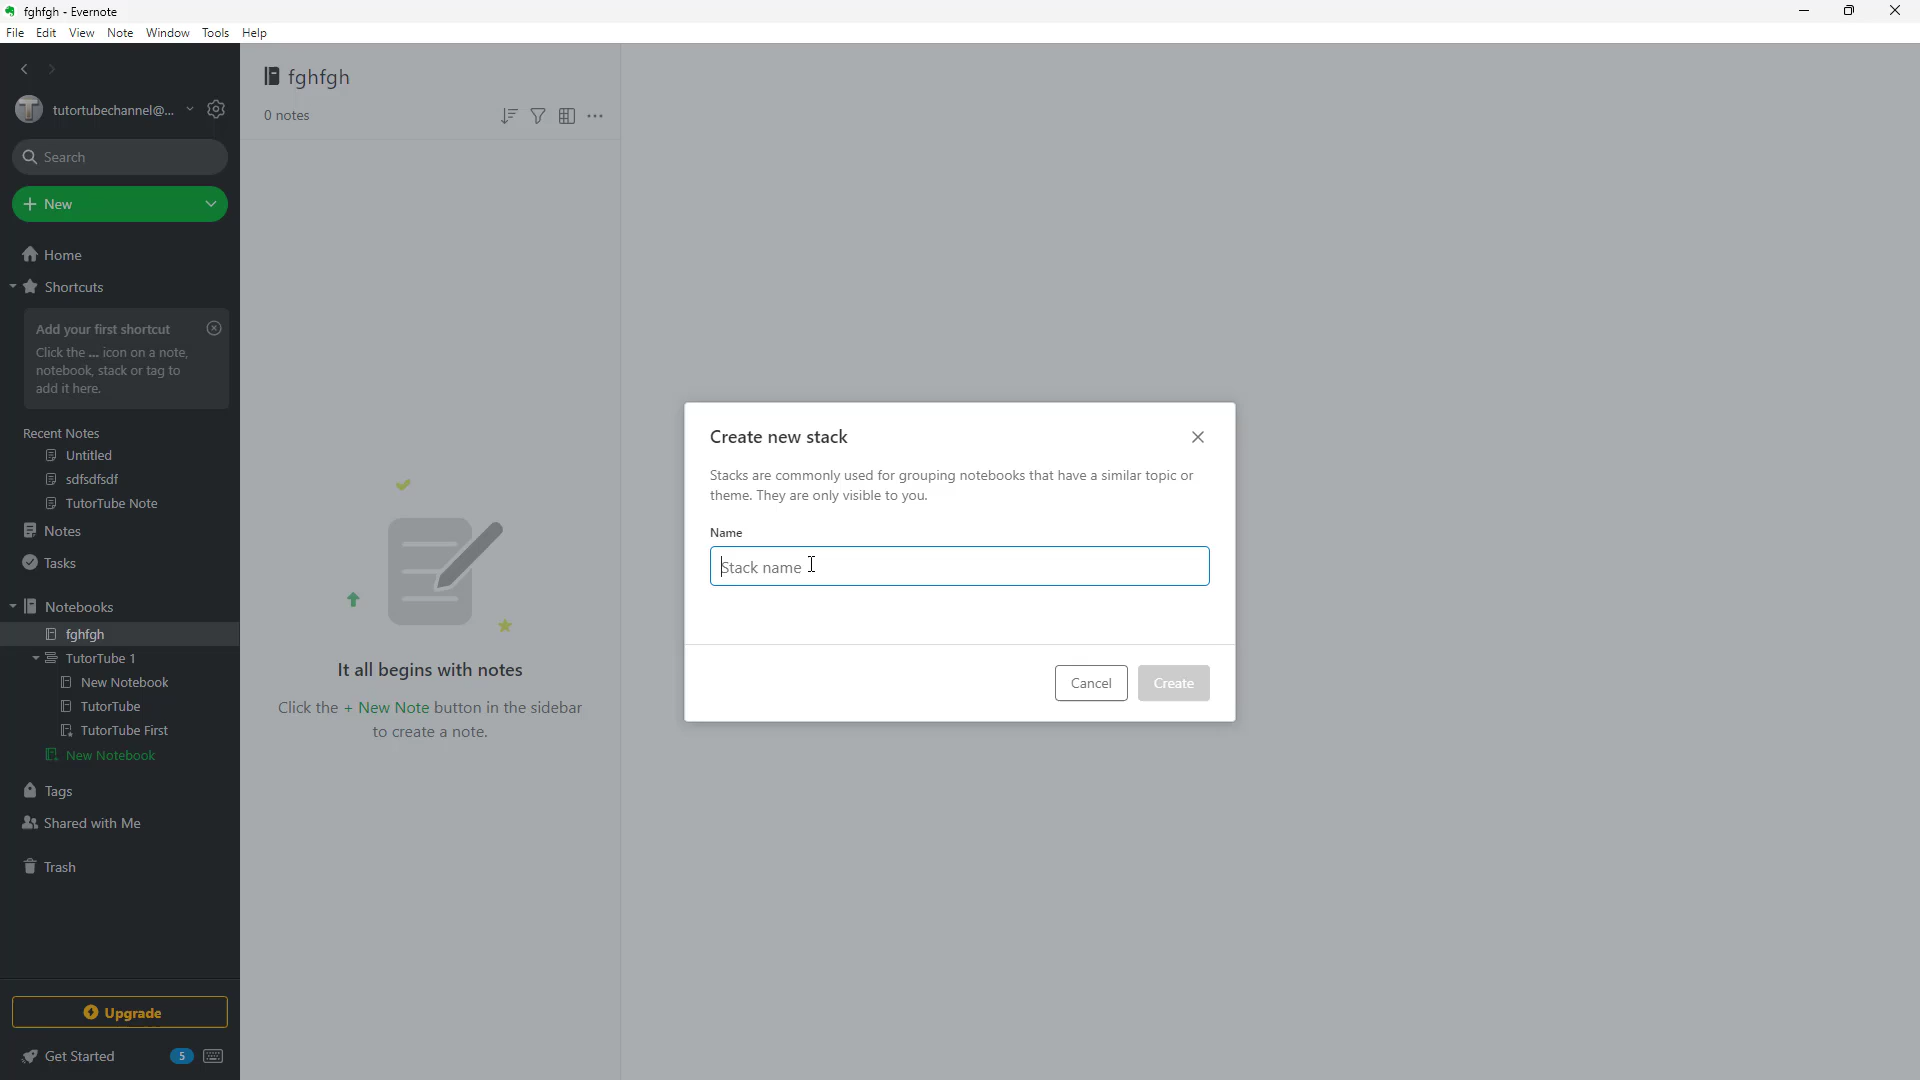 fghfgh - Evernote
File Edit View Note Window Tools Help
tutortubechannel@...
Search
New
Home
Shortcuts
Add your first shortcut
Click the ... icon on a note,
notebook, stack or tag to
add it here.
Recent Notes
Untitled
sdfsdfsdf
TutorTube Note
Notes
Tasks
Notebooks
fghfgh
TutorTube 1
New Notebook
TutorTube
TutorTube First
New Notebook
Tags
Shared with Me
Trash
Upgrade
Get Started 5
fghfgh
0 notes
It all begins with notes
Click the + New Note button in the sidebar
to create a note.
Create new stack
Stacks are commonly used for grouping notebooks that have a similar topic or
theme. They are only visible to you.
Name
Stack name
Cancel Create